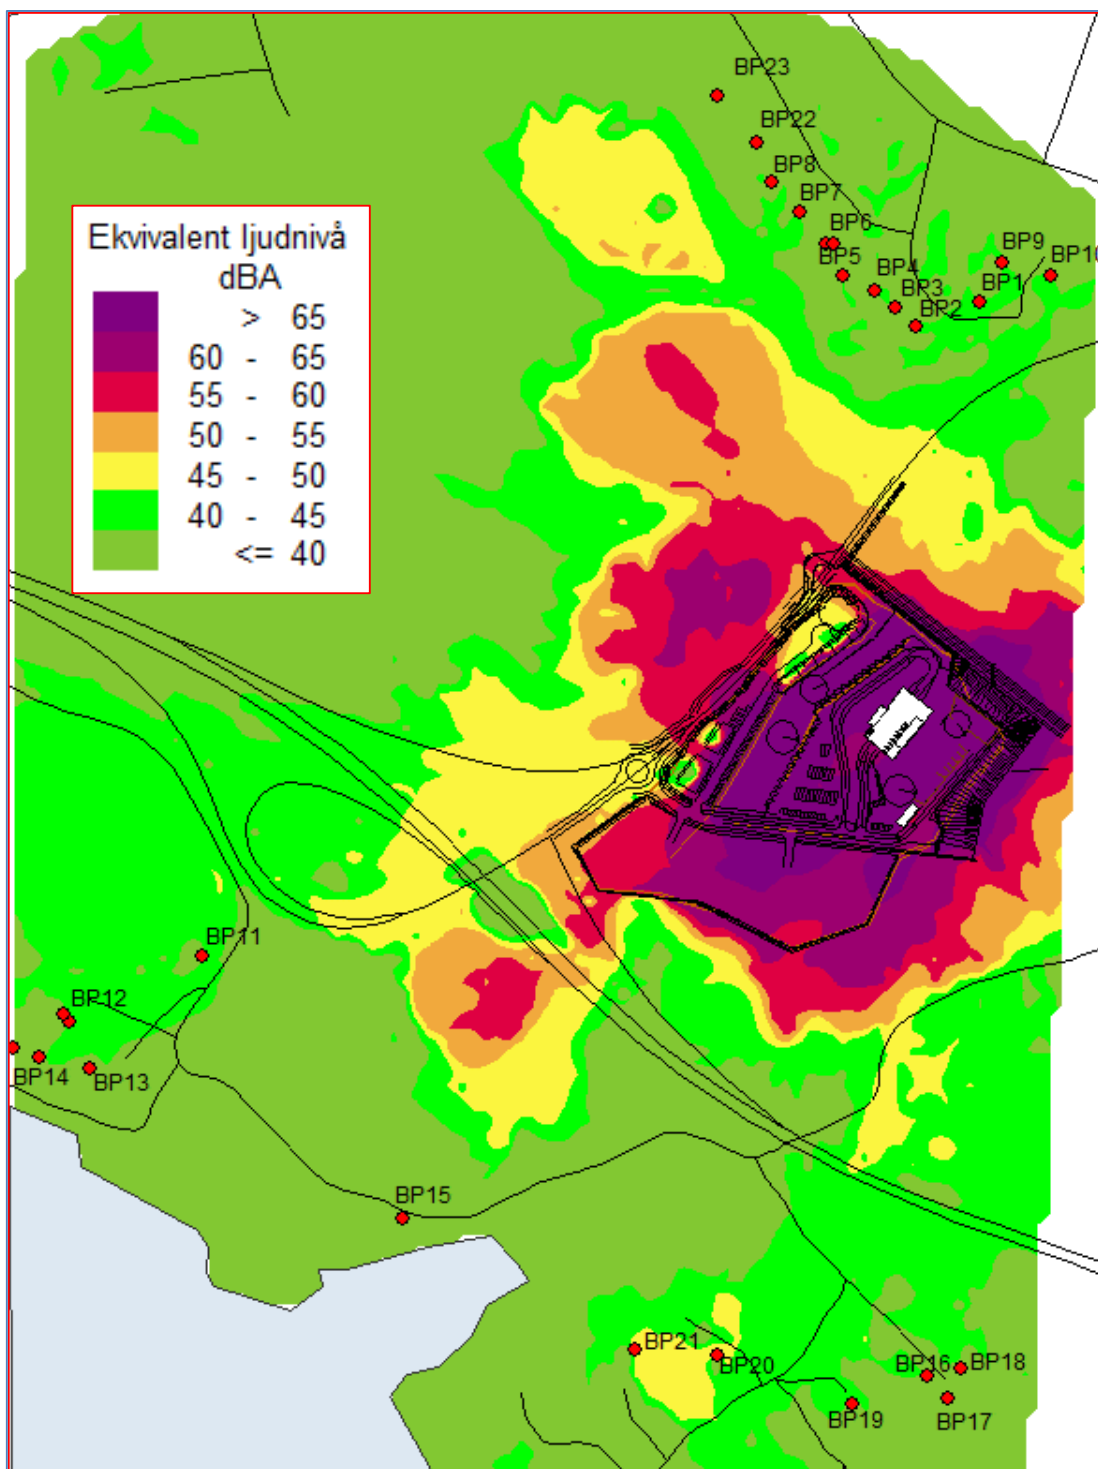 BP23
BP22
BP8
BP7
BP6
BP5
BP4
BP3
BP2
BP9
BP10
BP1
Ekvivalent ljudnivå
dBA
> 65
60 - 65
55 - 60
50 - 55
45 - 50
40 - 45
<= 40
BP11
BP12
BP14
BP13
BP15
BP21
BP20
BP16
BP18
BP19
BP17